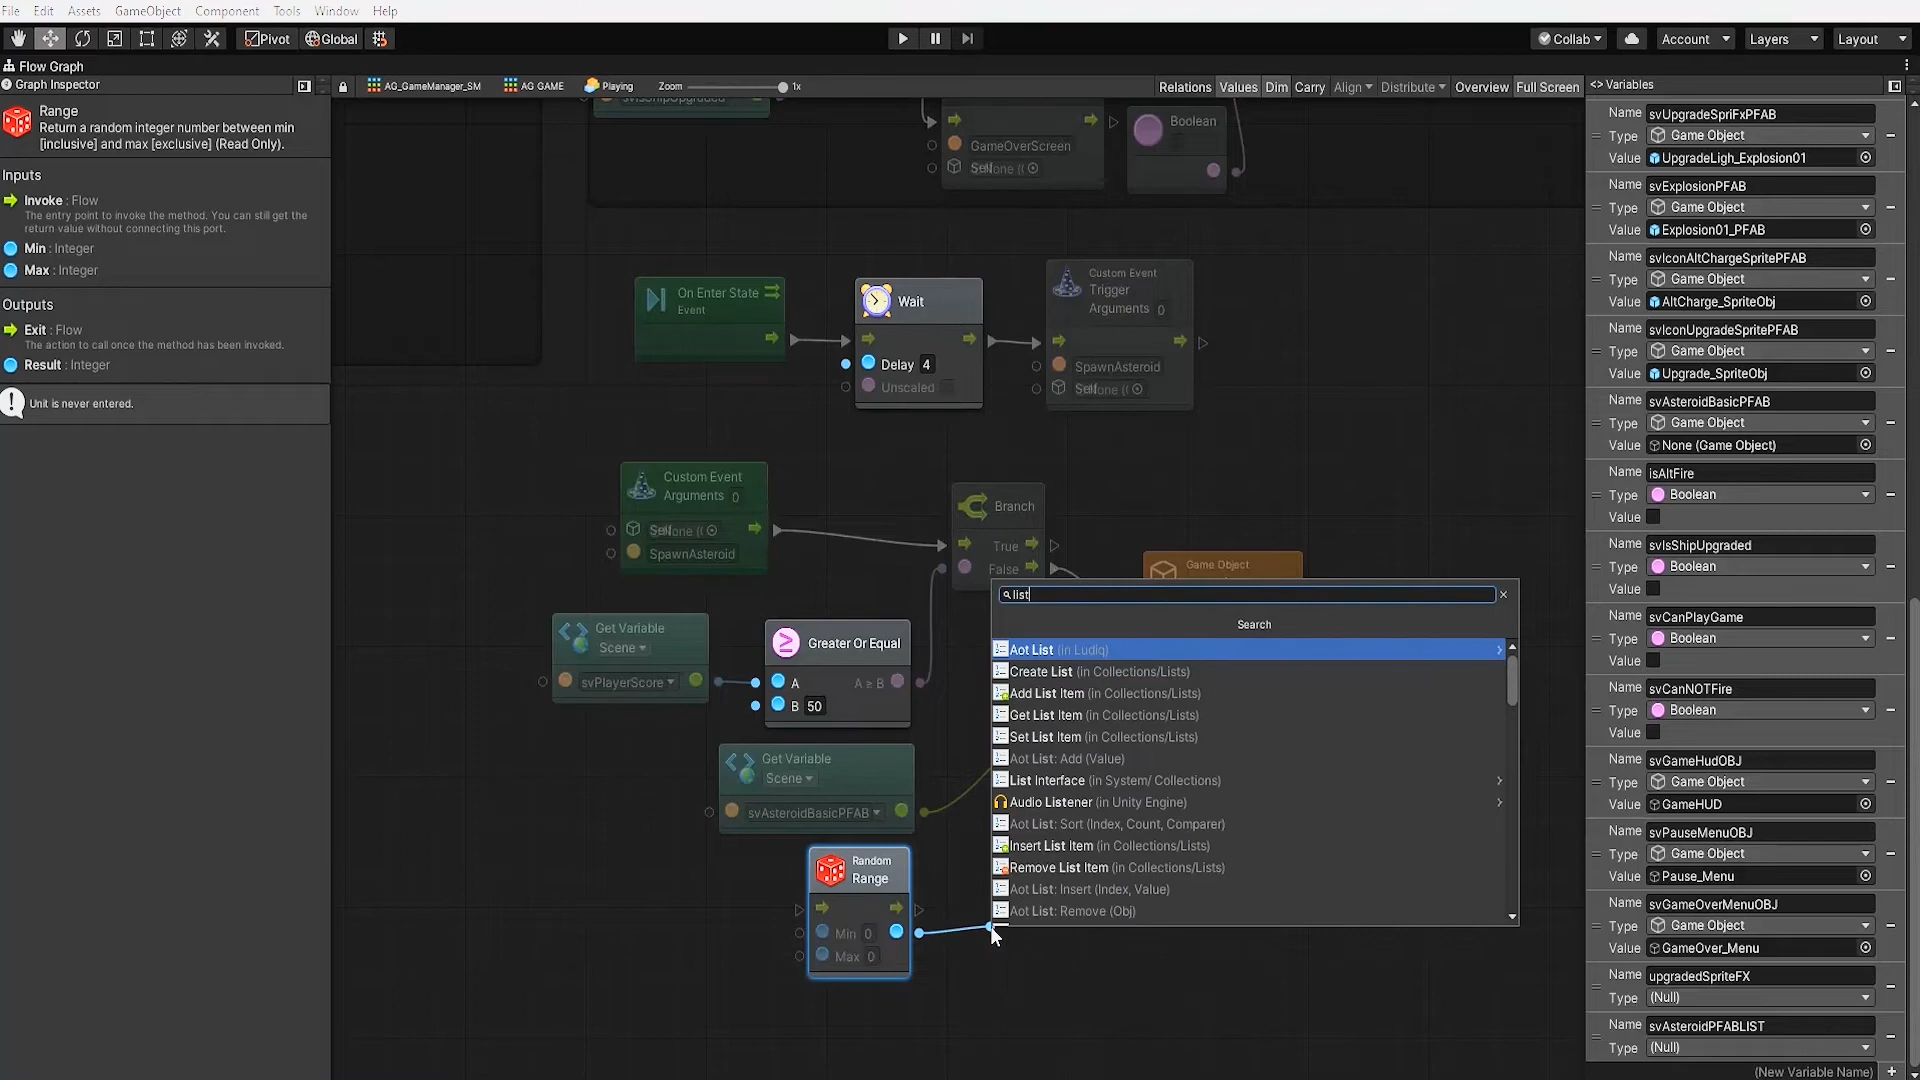 File Edit Assets GameObject Component Tools Window Help
Pivot Global Collab Account Layers Layout
Flow Graph
Graph Inspector
AG_GameManager_SM AG GAME Playing Zoom 1x Relations Values Dim Carry Align Distribute Overview Full Screen
<> Variables
Range
Return a random integer number between min
[inclusive] and max [exclusive] (Read Only).
Inputs
Invoke : Flow
The entry point to invoke the method. You can still get the
return value without connecting this port.
Min : Integer
Max : Integer
Outputs
Exit : Flow
The action to call once the method has been invoked.
Result : Integer
Unit is never entered.
svIsShipUpgraded
GameOverScreen
Self
None (
Boolean
On Enter State
Event
Wait
Delay 4
Unscaled
Custom Event
Trigger
Arguments 0
SpawnAsteroid
Self
None (
Custom Event
Arguments 0
Self
None (
SpawnAsteroid
Branch
True
False
Game Object
Get Variable
Scene
svPlayerScore
Greater Or Equal
A A ≥ B
B 50
Get Variable
Scene
svAsteroidBasicPFAB
Random
Range
Min 0
Max 0
list
Search
Aot List (in Ludiq)
Create List (in Collections/Lists)
Add List Item (in Collections/Lists)
Get List Item (in Collections/Lists)
Set List Item (in Collections/Lists)
Aot List: Add (Value)
List Interface (in System/ Collections)
Audio Listener (in Unity Engine)
Aot List: Sort (Index, Count, Comparer)
Insert List Item (in Collections/Lists)
Remove List Item (in Collections/Lists)
Aot List: Insert (Index, Value)
Aot List: Remove (Obj)
Name svUpgradeSpriFxPFAB
Type Game Object
Value UpgradeLigh_Explosion01
Name svExplosionPFAB
Type Game Object
Value Explosion01_PFAB
Name svIconAltChargeSpritePFAB
Type Game Object
Value AltCharge_SpriteObj
Name svIconUpgradeSpritePFAB
Type Game Object
Value Upgrade_SpriteObj
Name svAsteroidBasicPFAB
Type Game Object
Value None (Game Object)
Name isAltFire
Type Boolean
Value
Name svIsShipUpgraded
Type Boolean
Value
Name svCanPlayGame
Type Boolean
Value
Name svCanNOTFire
Type Boolean
Value
Name svGameHudOBJ
Type Game Object
Value GameHUD
Name svPauseMenuOBJ
Type Game Object
Value Pause_Menu
Name svGameOverMenuOBJ
Type Game Object
Value GameOver_Menu
Name upgradedSpriteFX
Type (Null)
Name svAsteroidPFABLIST
Type (Null)
(New Variable Name)